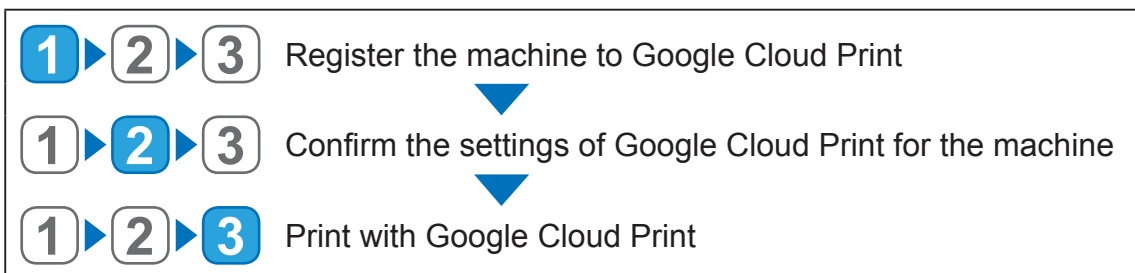 1 2 3 Register the machine to Google Cloud Print
1 2 3 Confirm the settings of Google Cloud Print for the machine
1 2 3 Print with Google Cloud Print